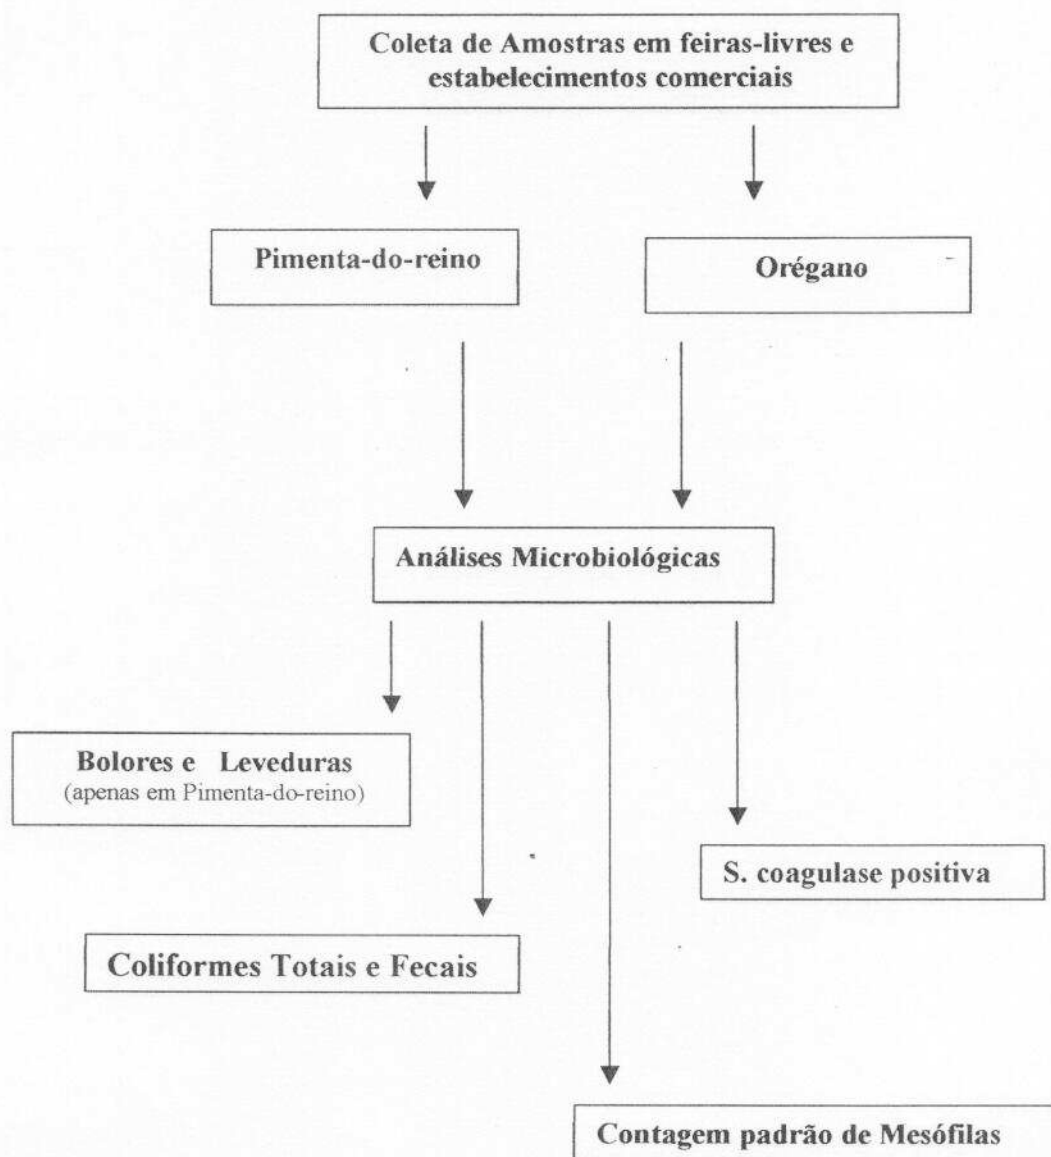 Coleta de Amostras em feiras-livres e
estabelecimentos comerciais
Pimenta-do-reino
Orégano
Análises Microbiológicas
Bolores e Leveduras
(apenas em Pimenta-do-reino)
S. coagulase positiva
Coliformes Totais e Fecais
Contagem padrão de Mesófilas